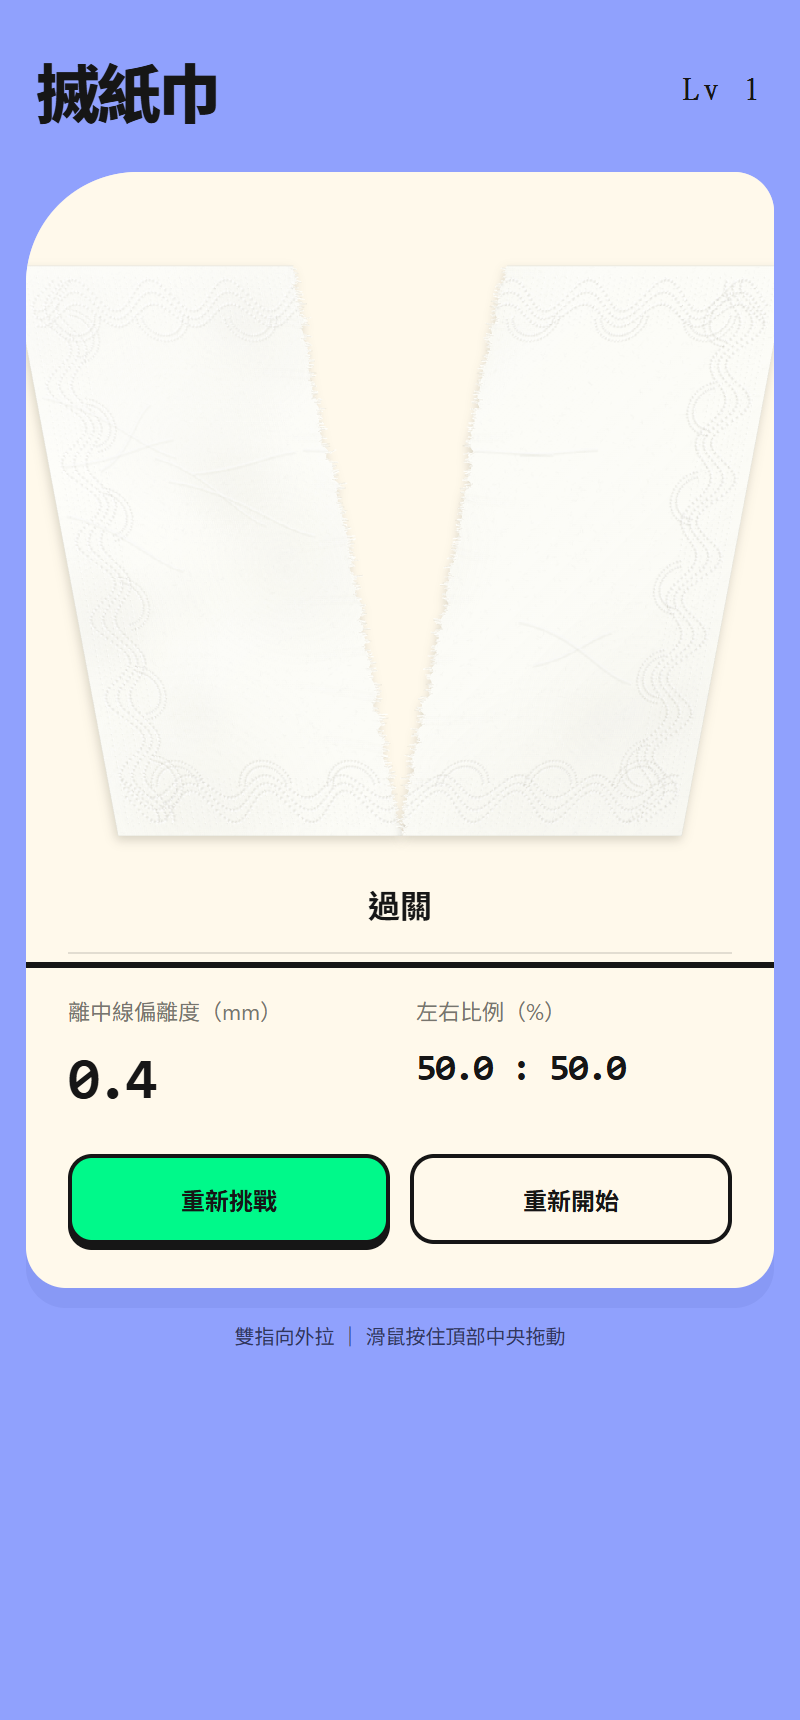 搣紙巾
Lv 1
過關
離中線偏離度（mm）
左右比例（%）
0.4
50.0 : 50.0
重新挑戰
重新開始
雙指向外拉 ｜ 滑鼠按住頂部中央拖動